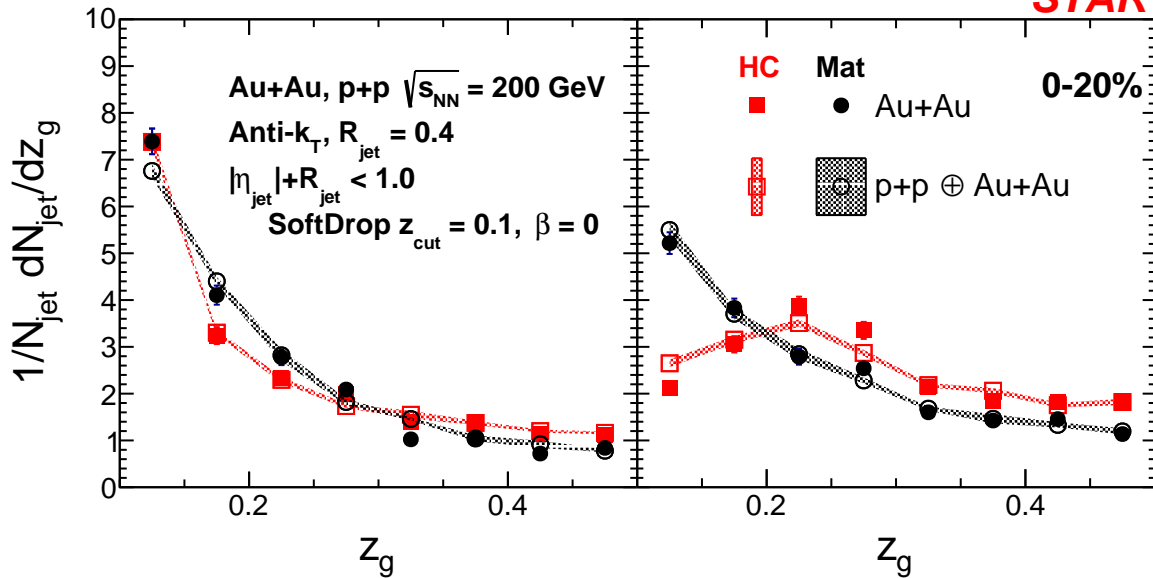 STAR
10
9
8
7
6
5
4
3
2
1
0
1/N_jet dN_jet/dz_g
Au+Au, p+p √s_NN = 200 GeV
Anti-k_T, R_jet = 0.4
|η_jet|+R_jet < 1.0
SoftDrop z_cut = 0.1, β = 0
HC Mat
0-20%
Au+Au
p+p ⊕ Au+Au
0.2 0.4
0.2 0.4
z_g
z_g